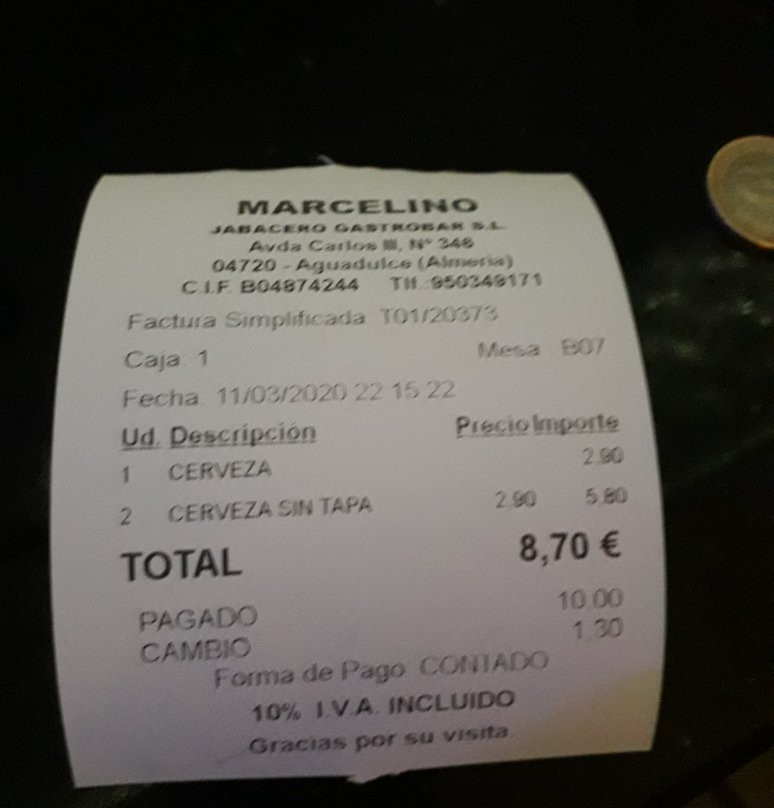 MARCELINO
JABACERO GASTROBAR S.L.
Avda Carlos III, Nº 346
04720 - Aguadulce (Almeria)
C.I.F. B04874244 Tlf.:950349171
Factura Simplificada T01/20373
Caja 1 Mesa B07
Fecha 11/03/2020 22 15 22
Ud. Descripción Precio Importe
1 CERVEZA 2.90
2 CERVEZA SIN TAPA 2.90 5.80
TOTAL 8,70 €
PAGADO 10.00
CAMBIO 1.30
Forma de Pago CONTADO
10% I.V.A. INCLUIDO
Gracias por su visita